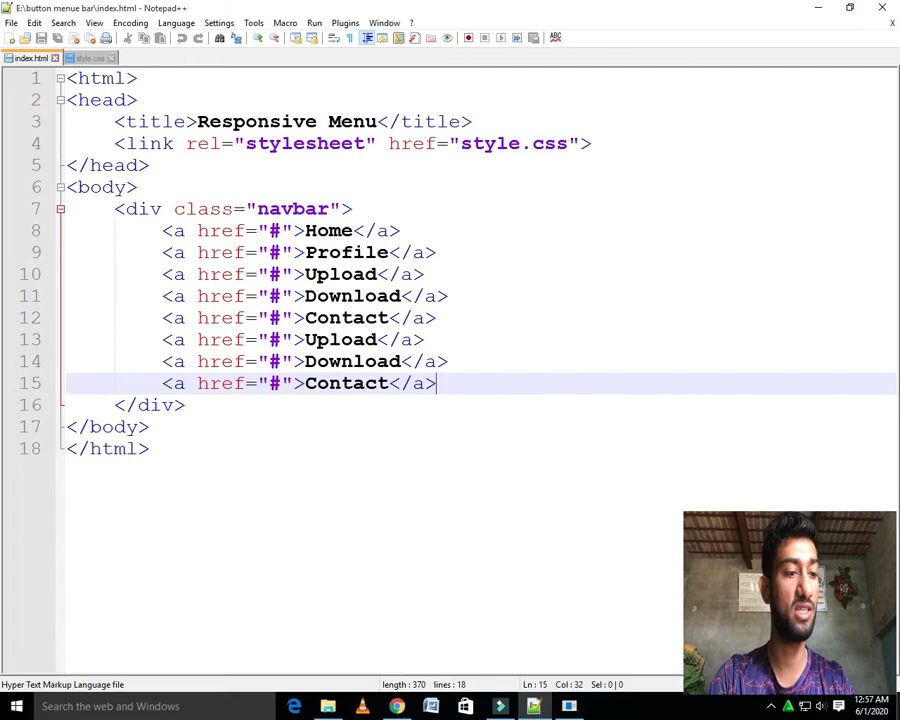 E:\button menue bar\index.html - Notepad++
File Edit Search View Encoding Language Settings Tools Macro Run Plugins Window ?
index.html style.css
1 <html>
2 <head>
3 <title>Responsive Menu</title>
4 <link rel="stylesheet" href="style.css">
5 </head>
6 <body>
7 <div class="navbar">
8 <a href="#">Home</a>
9 <a href="#">Profile</a>
10 <a href="#">Upload</a>
11 <a href="#">Download</a>
12 <a href="#">Contact</a>
13 <a href="#">Upload</a>
14 <a href="#">Download</a>
15 <a href="#">Contact</a>
16 </div>
17 </body>
18 </html>
Hyper Text Markup Language file length : 370 lines : 18 Ln : 15 Col : 32 Sel : 0 | 0
Search the web and Windows
12:57 AM
6/1/2020